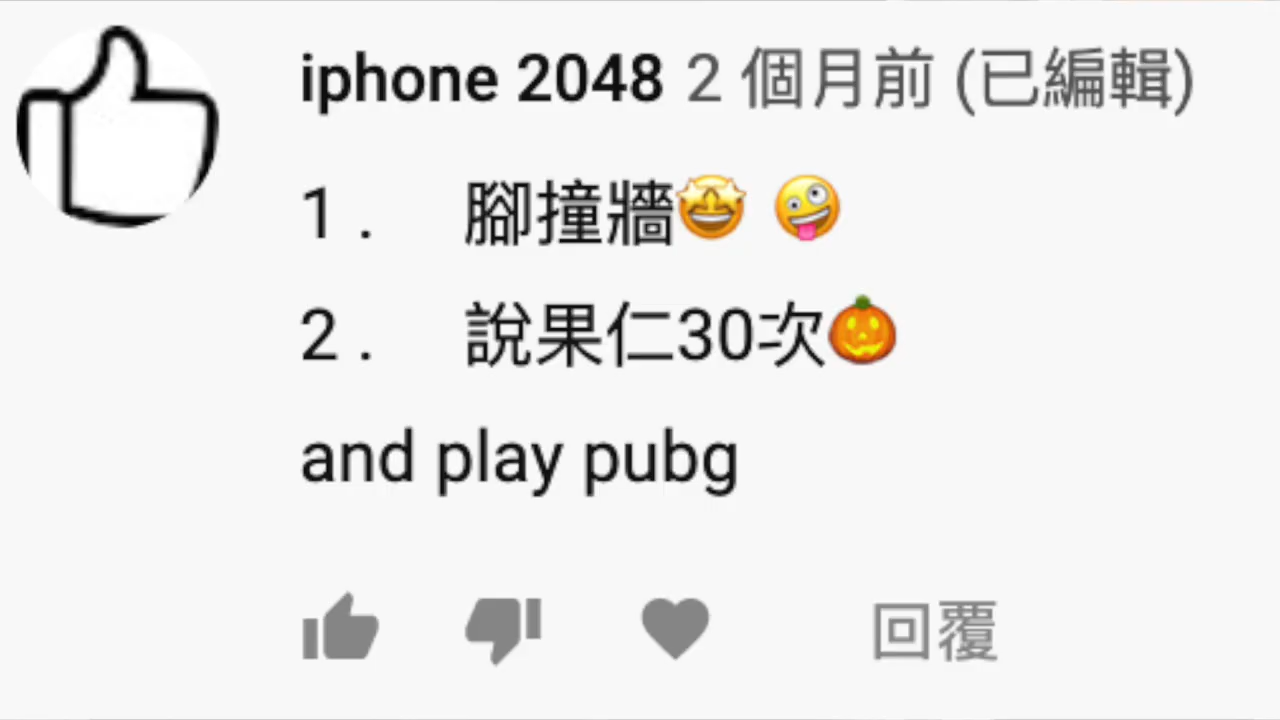 iphone 2048 2 個月前 (已編輯)
1 . 腳撞牆🤩 🤪
2 . 說果仁30次🎃
and play pubg
回覆